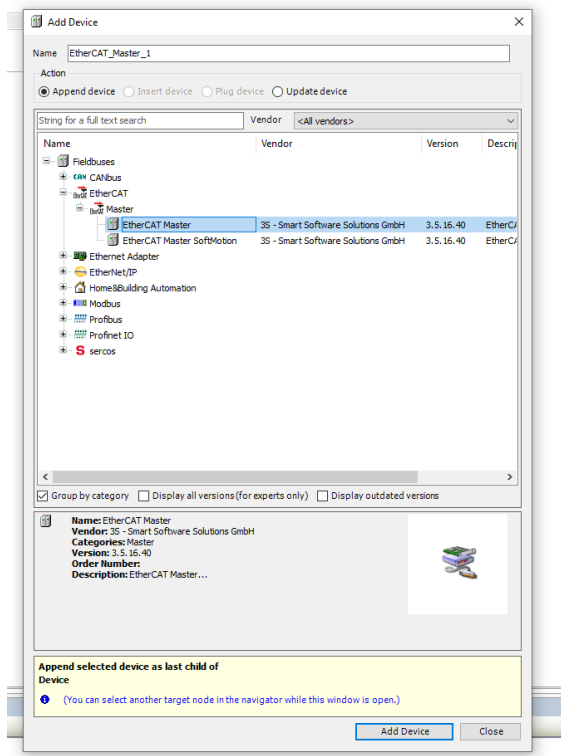 Add Device
Name EtherCAT_Master_1
Action
Append device Insert device Plug device Update device
String for a full text search Vendor <All vendors>
Name Vendor Version Descrip
Fieldbuses
CAN CANbus
EtherCAT
Master
EtherCAT Master 3S - Smart Software Solutions GmbH 3.5.16.40 EtherCA
EtherCAT Master SoftMotion 3S - Smart Software Solutions GmbH 3.5.16.40 EtherCA
Ethernet Adapter
EtherNet/IP
Home&Building Automation
Modbus
Profibus
Profinet IO
S sercos
Group by category Display all versions (for experts only) Display outdated versions
Name: EtherCAT Master
Vendor: 3S - Smart Software Solutions GmbH
Categories: Master
Version: 3.5.16.40
Order Number:
Description: EtherCAT Master...
Append selected device as last child of
Device
(You can select another target node in the navigator while this window is open.)
Add Device Close